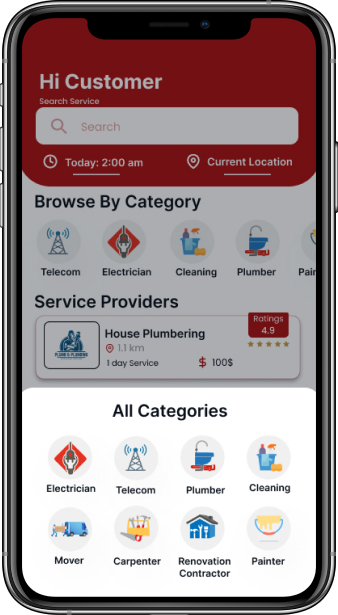 Hi Customer
Search Service
Search
Today: 2:00 am
Current Location
Browse By Category
Telecom
Electrician
Cleaning
Plumber
Pain
Service Providers
Ratings
4.9
House Plumbering
1.1 km
1 day Service
$ 100$
All Categories
Electrician
Telecom
Plumber
Cleaning
Mover
Carpenter
Renovation
Contractor
Painter